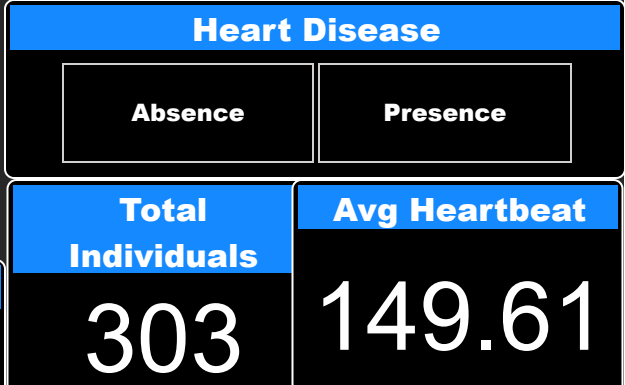 Heart Disease
Absence
Presence
Total
Individuals
303
Avg Heartbeat
149.61